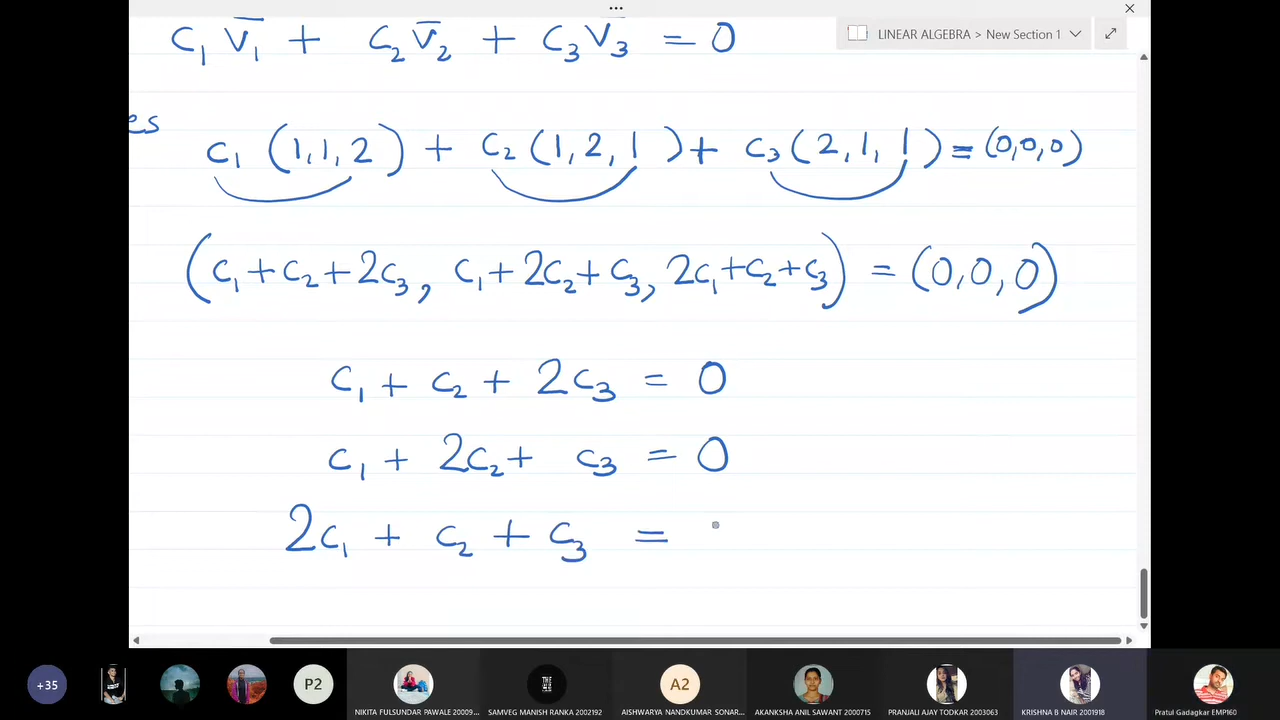 ...
c₁ v̄₁ + c₂ v̄₂ + c₃ v̄₃ = 0
LINEAR ALGEBRA > New Section 1
es
c₁ (1,1,2) + c₂ (1,2,1) + c₃ (2,1,1) = (0,0,0)
(c₁+c₂+2c₃, c₁+2c₂+c₃, 2c₁+c₂+c₃) = (0,0,0)
c₁ + c₂ + 2c₃ = 0
c₁ + 2c₂ + c₃ = 0
2c₁ + c₂ + c₃ =
+35
P2
A2
NIKITA FULSUNDAR PAWALE 20009...
SAMVEG MANISH RANKA 2002192
AISHWARYA NANDKUMAR SONAR...
AKANKSHA ANIL SAWANT 2000715
PRANJALI AJAY TODKAR 2003063
KRISHNA B NAIR 2001918
Pratul Gadagkar EMP160